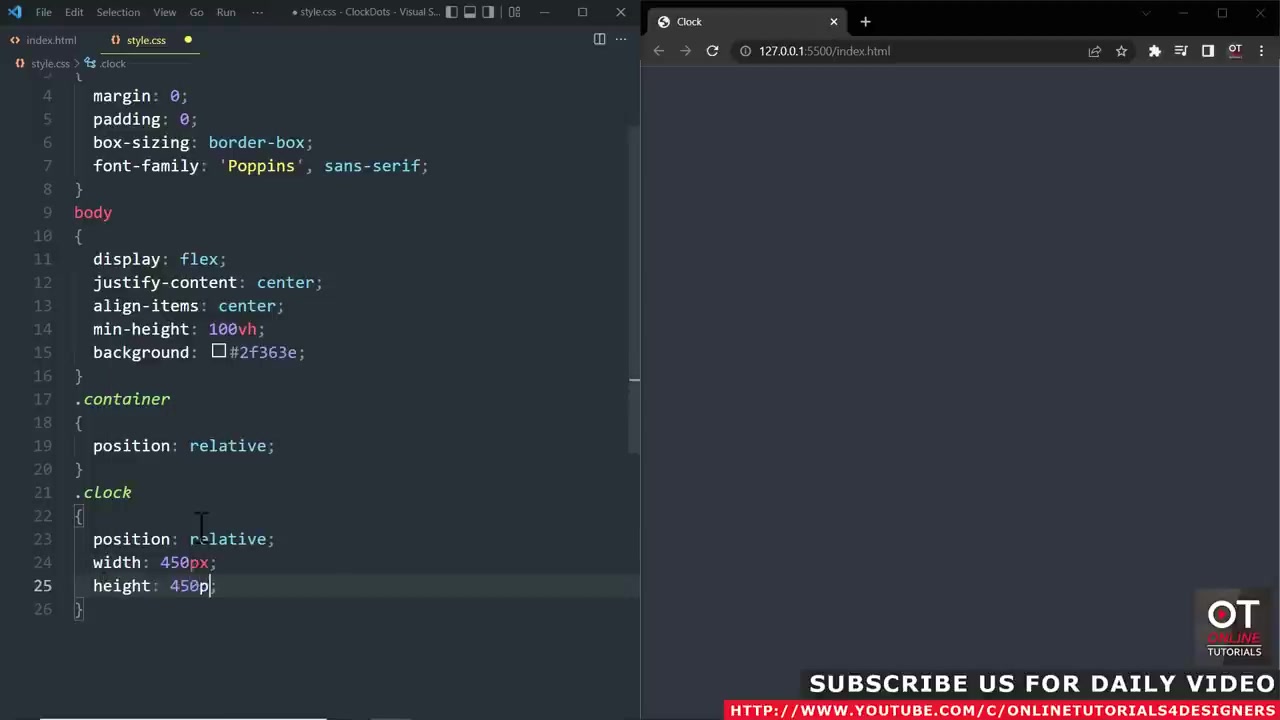 File Edit Selection View Go Run ··· ● style.css - ClockDots - Visual S...
index.html style.css ●
style.css > .clock
3 {
4 margin: 0;
5 padding: 0;
6 box-sizing: border-box;
7 font-family: 'Poppins', sans-serif;
8 }
9 body
10 {
11 display: flex;
12 justify-content: center;
13 align-items: center;
14 min-height: 100vh;
15 background: #2f363e;
16 }
17 .container
18 {
19 position: relative;
20 }
21 .clock
22 {
23 position: relative;
24 width: 450px;
25 height: 450p;
26 }
Clock
127.0.0.1:5500/index.html
OT
OT
ONLINE
TUTORIALS
SUBSCRIBE US FOR DAILY VIDEO
HTTP://WWW.YOUTUBE.COM/C/ONLINETUTORIALS4DESIGNERS